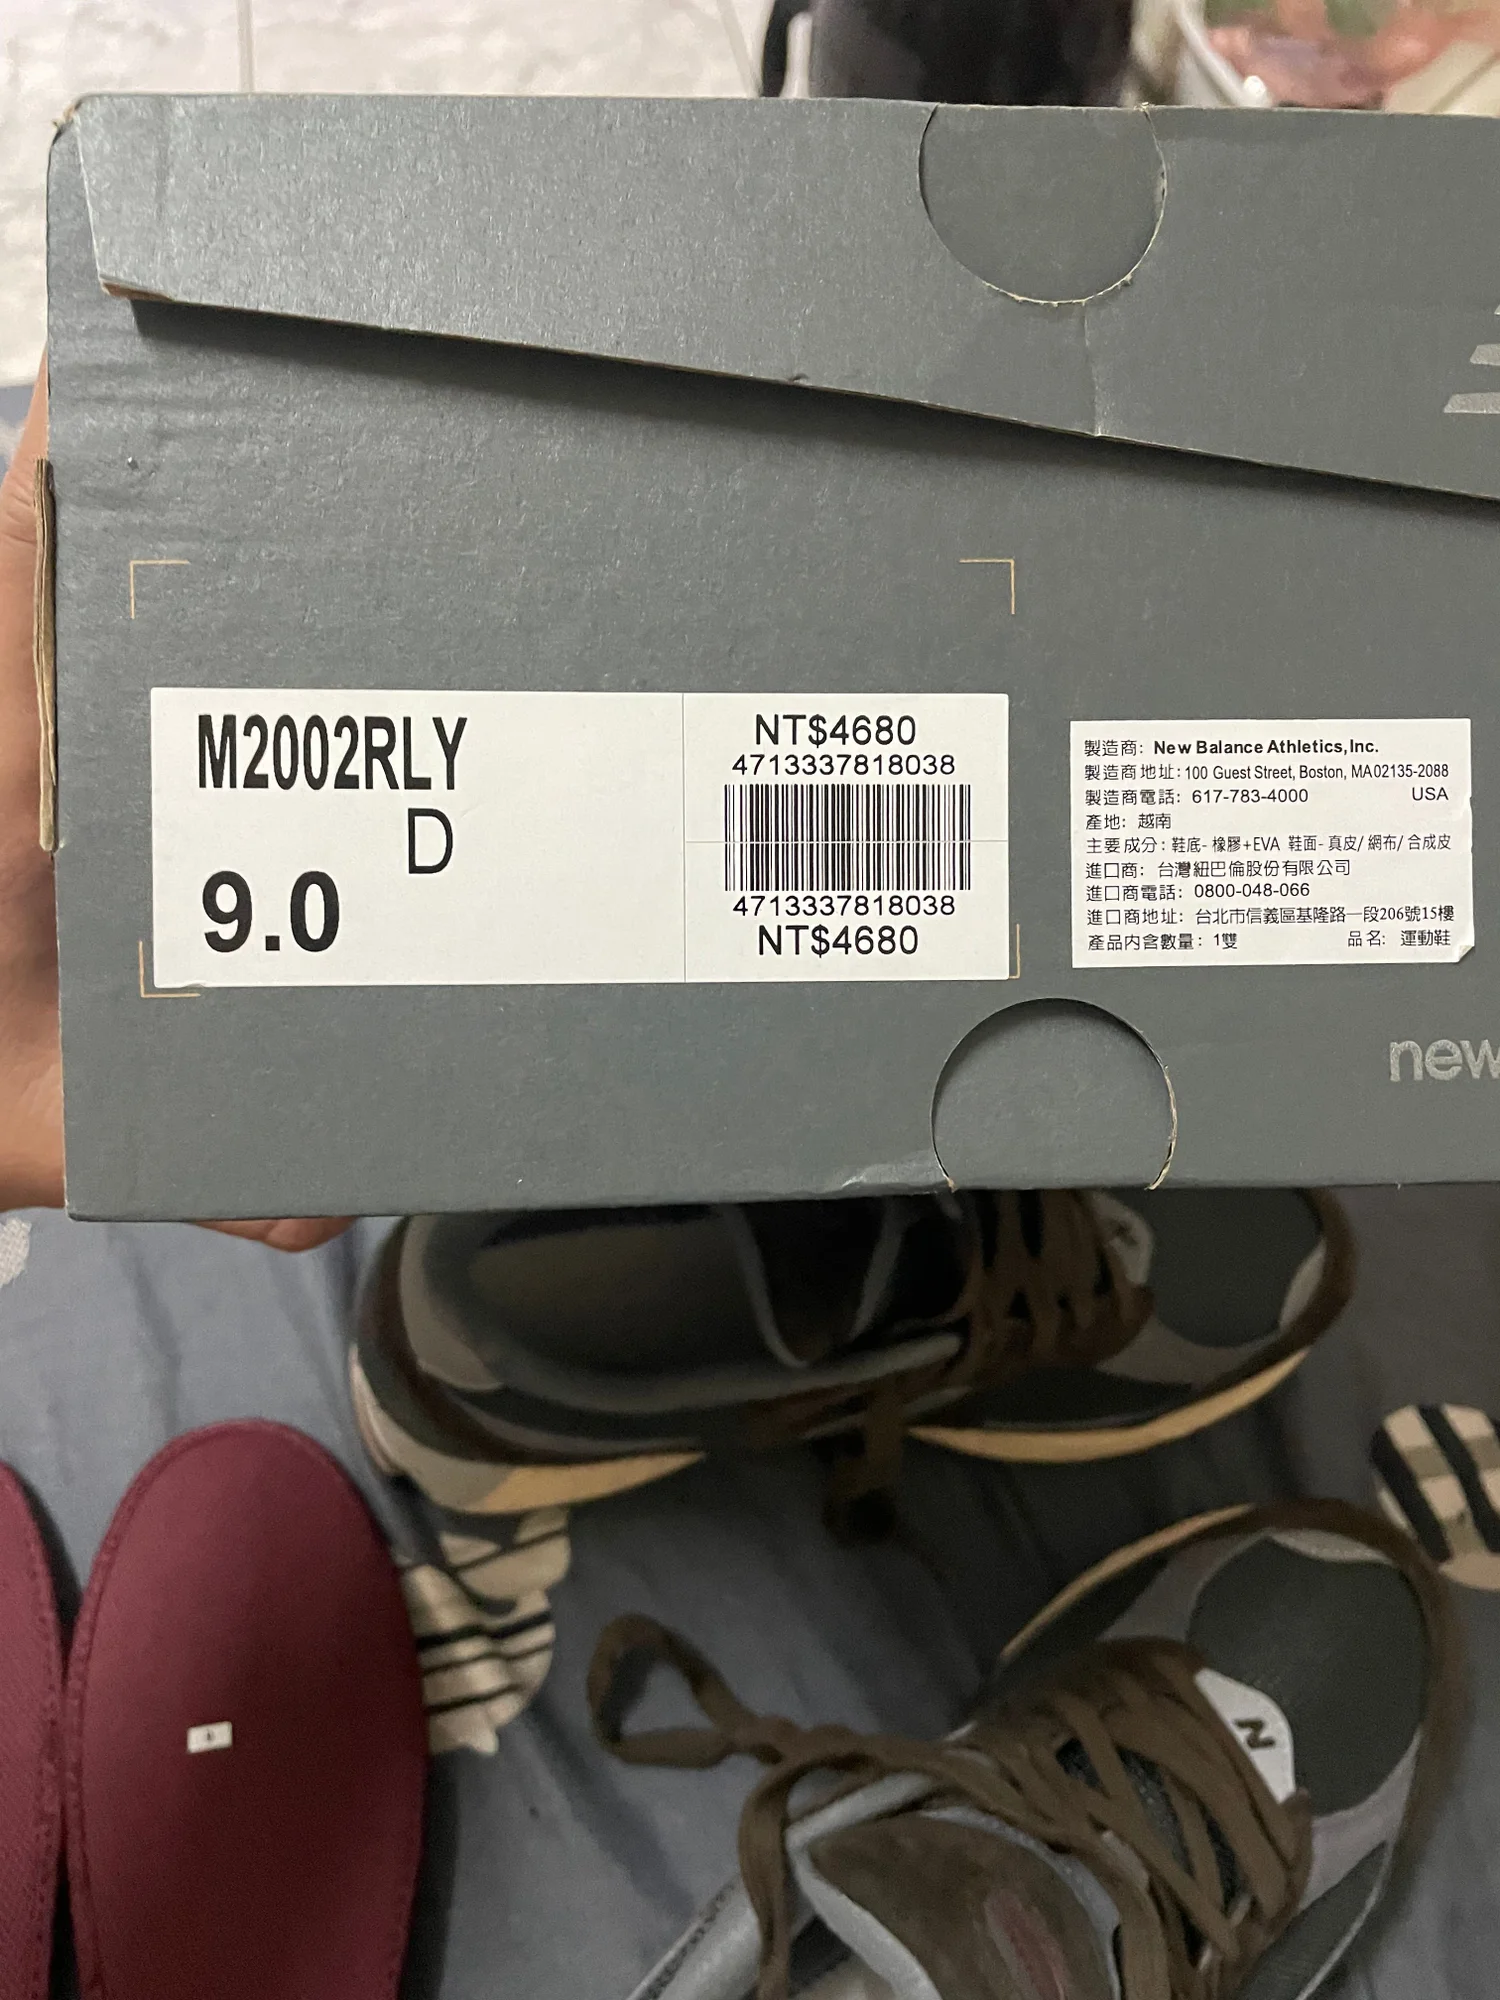 M2002RLY
D
9.0
NT$4680
4713337818038
4713337818038
NT$4680
製造商: New Balance Athletics,Inc.
製造商地址:100 Guest Street, Boston, MA02135-2088
製造商電話: 617-783-4000 USA
產地: 越南
主要成分: 鞋底-橡膠+EVA 鞋面-真皮/網布/合成皮
進口商: 台灣紐巴倫股份有限公司
進口商電話: 0800-048-066
進口商地址: 台北市信義區基隆路一段206號15樓
產品內含數量: 1雙 品名: 運動鞋
new
N